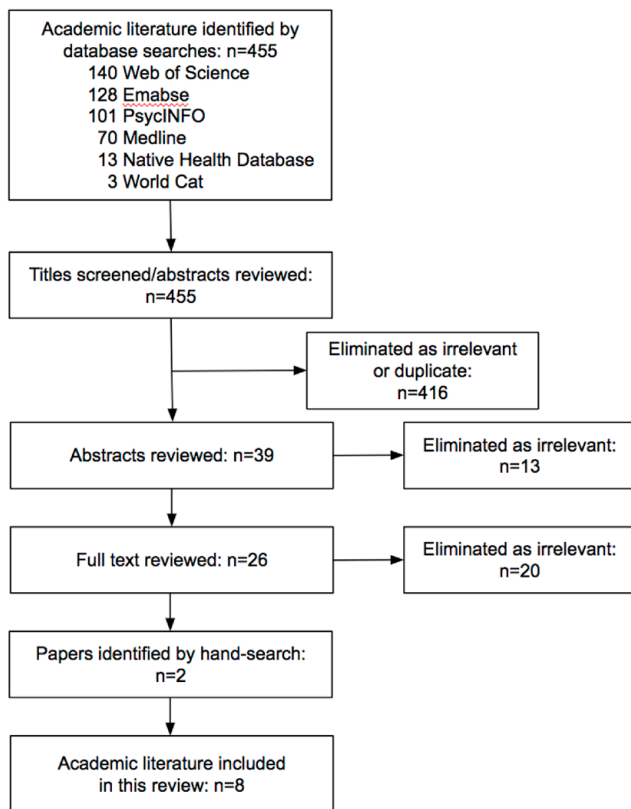 Academic literature identified by
database searches: n=455
140 Web of Science
128 Emabse
101 PsycINFO
70 Medline
13 Native Health Database
3 World Cat
Titles screened/abstracts reviewed:
n=455
Eliminated as irrelevant
or duplicate:
n=416
Abstracts reviewed: n=39
Eliminated as irrelevant:
n=13
Full text reviewed: n=26
Eliminated as irrelevant:
n=20
Papers identified by hand-search:
n=2
Academic literature included
in this review: n=8